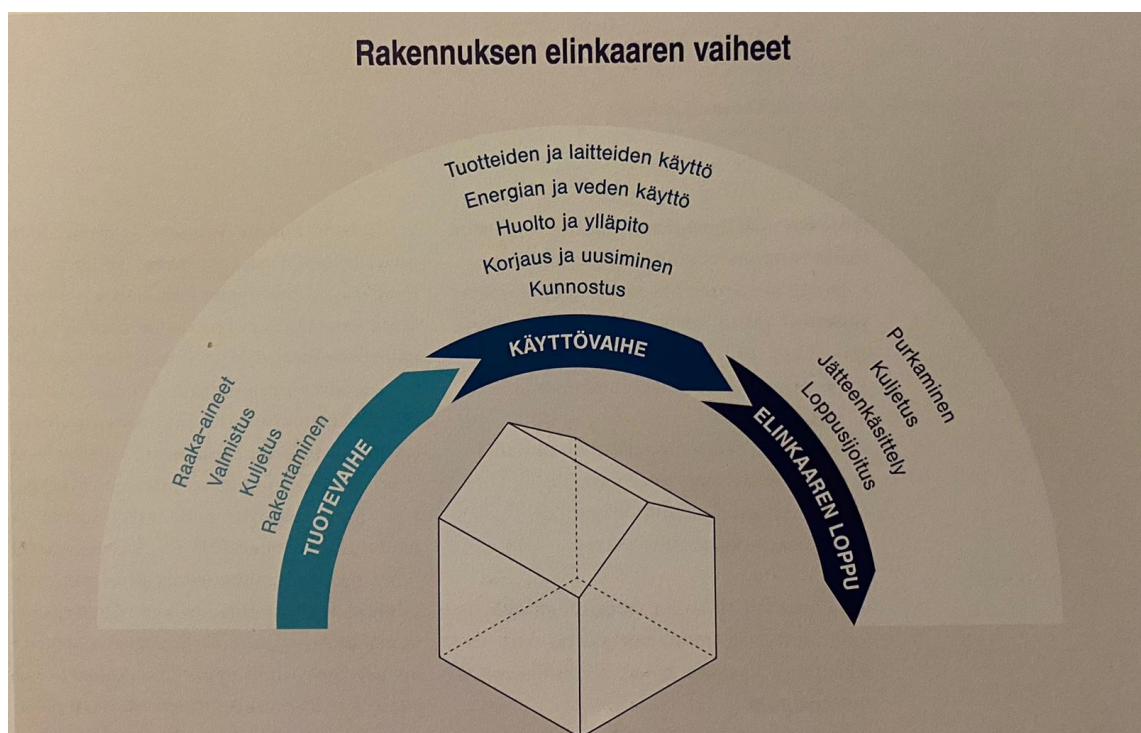 Rakennuksen elinkaaren vaiheet
Tuotteiden ja laitteiden käyttö
Energian ja veden käyttö
Huolto ja ylläpito
Korjaus ja uusiminen
Kunnostus
KÄYTTÖVAIHE
Raaka-aineet
Valmistus
Kuljetus
Rakentaminen
TUOTEVAIHE
Purkaminen
Kuljetus
Jätteenkäsittely
Loppusijoitus
ELINKAAREN LOPPU